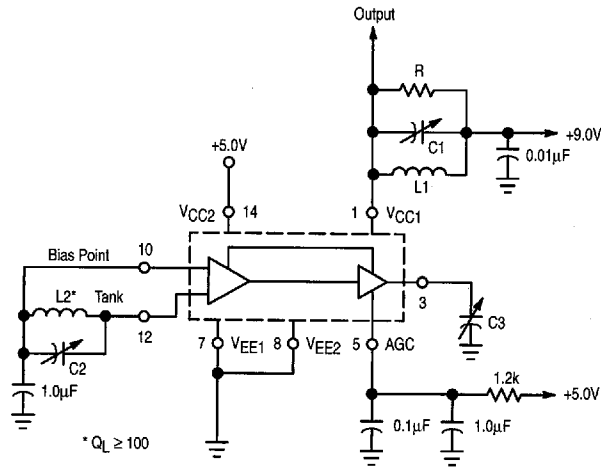 Output
R
C1
+9.0V
0.01µF
L1
+5.0V
VCC2
14
1
VCC1
Bias Point
10
L2*
Tank
12
3
C3
C2
7
VEE1
8
VEE2
5
AGC
1.0µF
1.2k
+5.0V
0.1µF
1.0µF
* QL ≥ 100